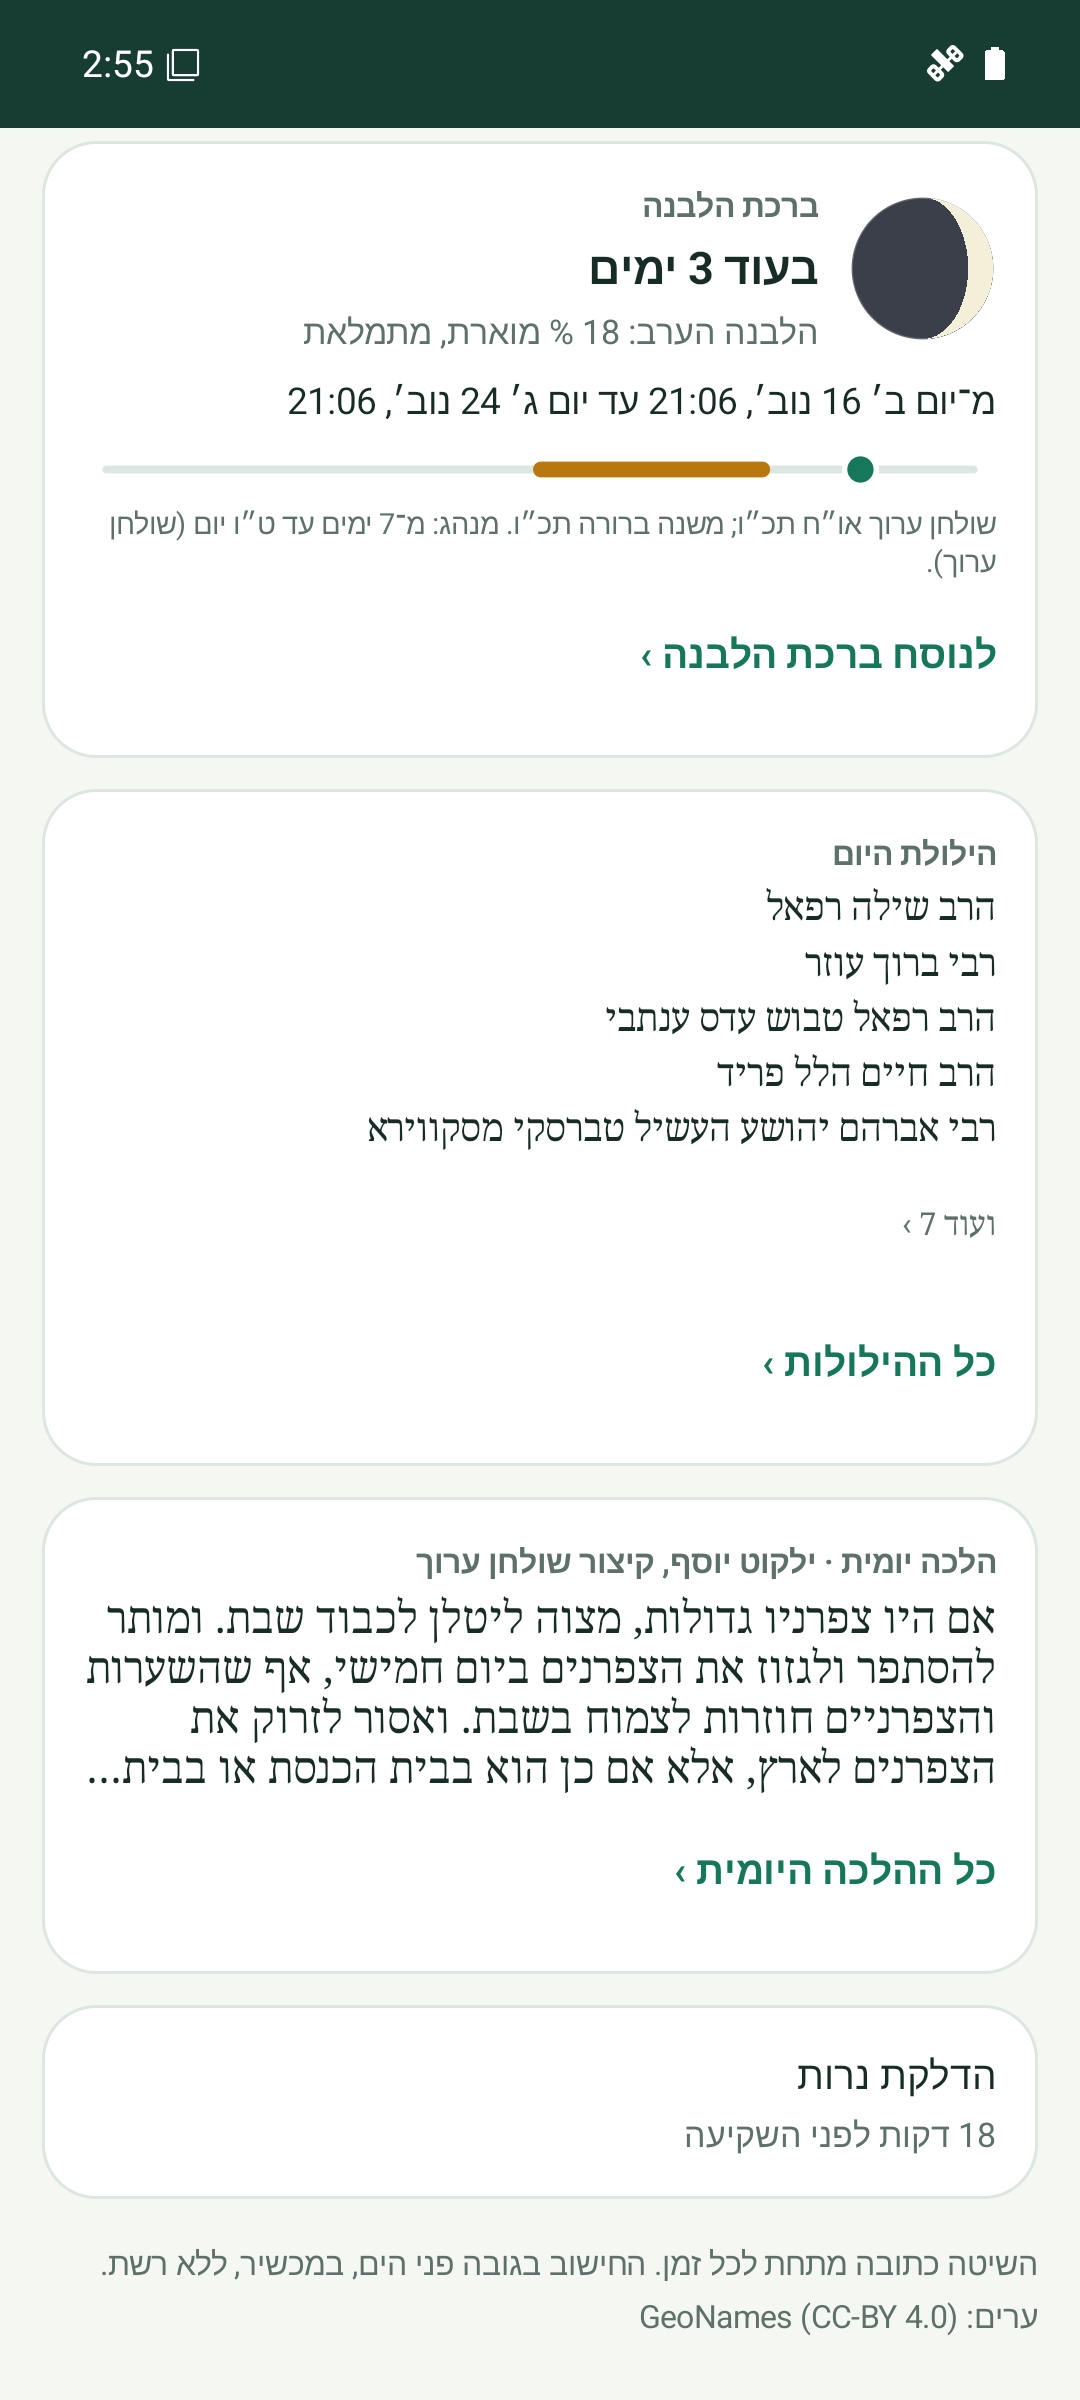 2:55
ברכת הלבנה
בעוד 3 ימים
הלבנה הערב: 18 % מוארת, מתמלאת
מ־יום ב׳ 16 נוב׳, 21:06 עד יום ג׳ 24 נוב׳, 21:06
שולחן ערוך או״ח תכ״ו; משנה ברורה תכ״ו. מנהג: מ־7 ימים עד ט״ו יום (שולחן
ערוך).
לנוסח ברכת הלבנה ›
הילולת היום
הרב שילה רפאל
רבי ברוך עוזר
הרב רפאל טבוש עדס ענתבי
הרב חיים הלל פריד
רבי אברהם יהושע העשיל טברסקי מסקווירא
ועוד 7 ›
כל ההילולות ›
הלכה יומית · ילקוט יוסף, קיצור שולחן ערוך
אם היו צפרניו גדולות, מצוה ליטלן לכבוד שבת. ומותר
להסתפר ולגזוז את הצפרנים ביום חמישי, אף שהשערות
והצפרניים חוזרות לצמוח בשבת. ואסור לזרוק את
הצפרנים לארץ, אלא אם כן הוא בבית הכנסת או בבית...
כל ההלכה היומית ›
הדלקת נרות
18 דקות לפני השקיעה
השיטה כתובה מתחת לכל זמן. החישוב בגובה פני הים, במכשיר, ללא רשת.
ערים: GeoNames (CC-BY 4.0)